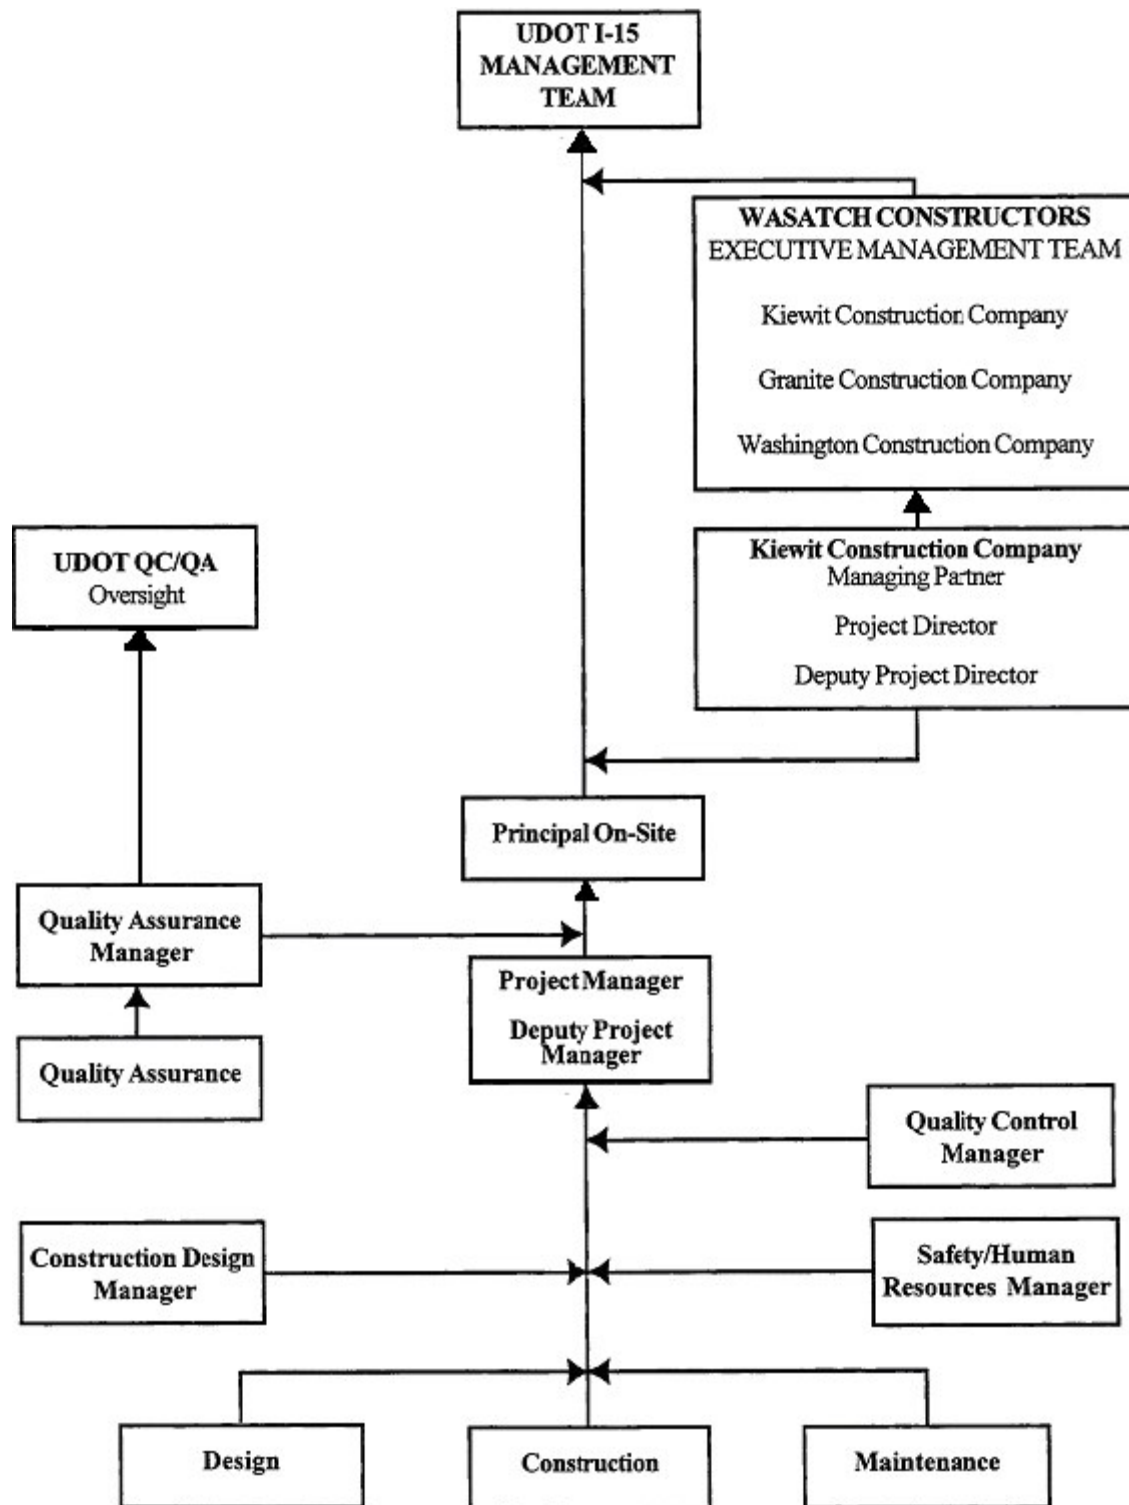 UDOT I-15
MANAGEMENT
TEAM
WASATCH CONSTRUCTORS
EXECUTIVE MANAGEMENT TEAM
Kiewit Construction Company
Granite Construction Company
Washington Construction Company
UDOT QC/QA
Oversight
Kiewit Construction Company
Managing Partner
Project Director
Deputy Project Director
Principal On-Site
Quality Assurance
Manager
Project Manager
Deputy Project
Manager
Quality Assurance
Quality Control
Manager
Construction Design
Manager
Safety/Human
Resources Manager
Design
Construction
Maintenance